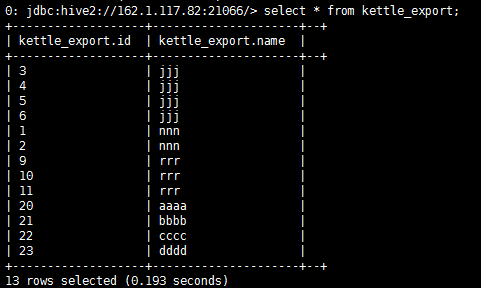 0: jdbc:hive2://162.1.117.82:21066/> select * from kettle_export;
+------------------+--------------------+--+
| kettle_export.id | kettle_export.name |
+------------------+--------------------+--+
| 3 | jjj |
| 4 | jjj |
| 5 | jjj |
| 6 | jjj |
| 1 | nnn |
| 2 | nnn |
| 9 | rrr |
| 10 | rrr |
| 11 | rrr |
| 20 | aaaa |
| 21 | bbbb |
| 22 | cccc |
| 23 | dddd |
+------------------+--------------------+--+
13 rows selected (0.193 seconds)